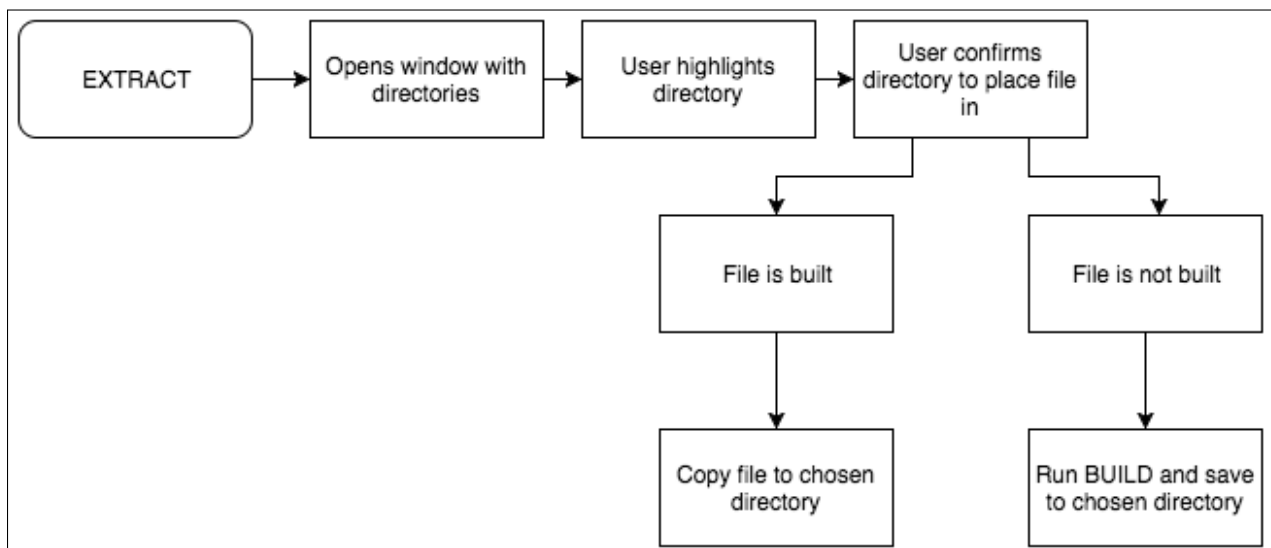 EXTRACT
Opens window with
directories
User highlights
directory
User confirms
directory to place file
in
File is built
File is not built
Copy file to chosen
directory
Run BUILD and save
to chosen directory